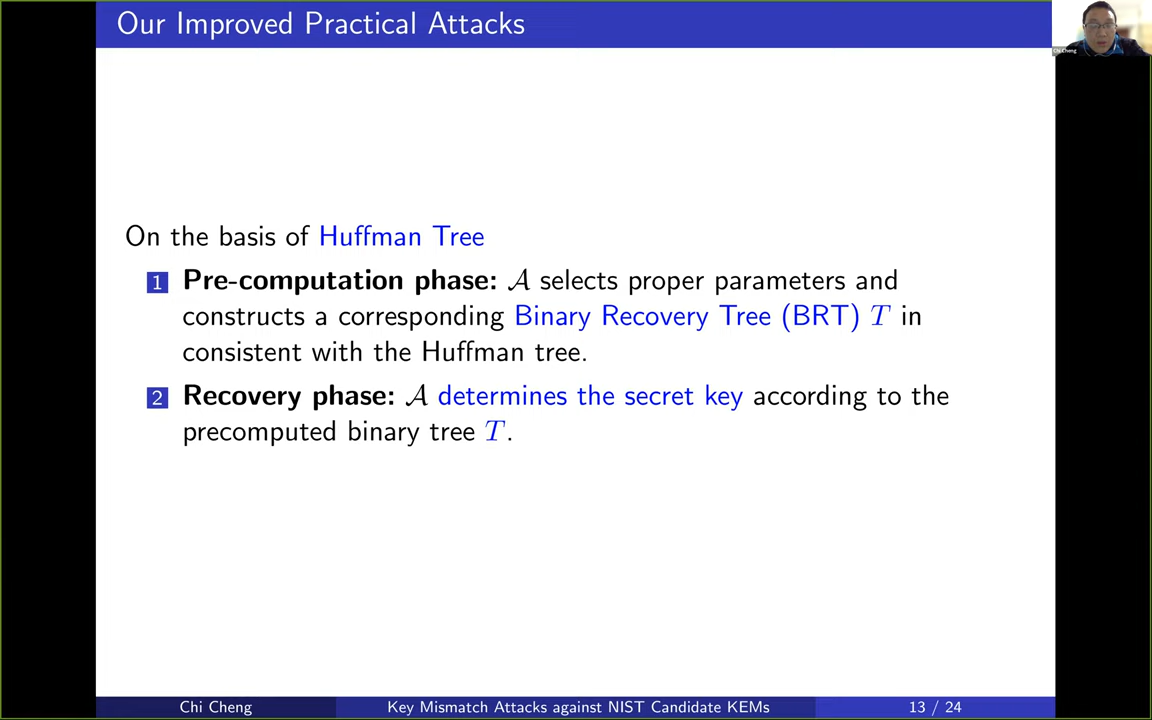 Our Improved Practical Attacks
Chi Cheng
On the basis of Huffman Tree
1 Pre-computation phase: 𝒜 selects proper parameters and
constructs a corresponding Binary Recovery Tree (BRT) T in
consistent with the Huffman tree.
2 Recovery phase: 𝒜 determines the secret key according to the
precomputed binary tree T.
Chi Cheng Key Mismatch Attacks against NIST Candidate KEMs 13 / 24